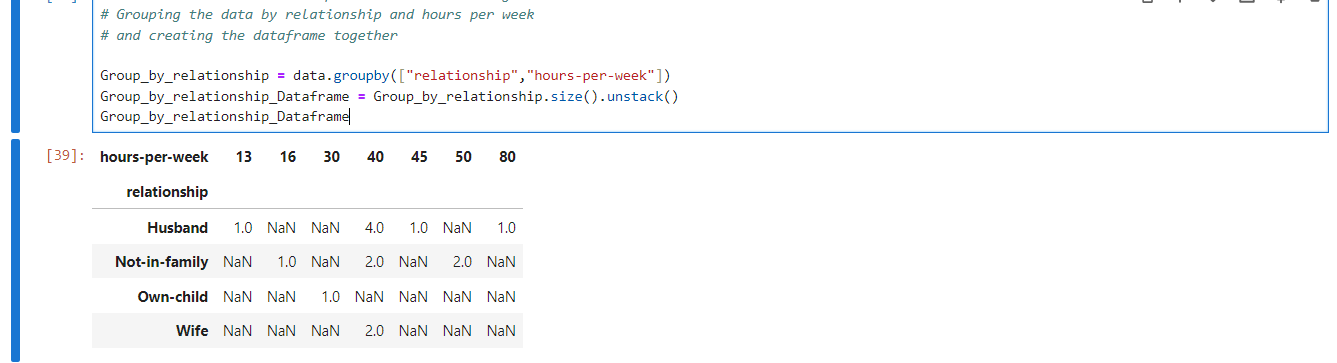 # Grouping the data by relationship and hours per week
# and creating the dataframe together
Group_by_relationship = data.groupby(["relationship","hours-per-week"])
Group_by_relationship_Dataframe = Group_by_relationship.size().unstack()
Group_by_relationship_Dataframe
[39]: hours-per-week 13 16 30 40 45 50 80
relationship
Husband 1.0 NaN NaN 4.0 1.0 NaN 1.0
Not-in-family NaN 1.0 NaN 2.0 NaN 2.0 NaN
Own-child NaN NaN 1.0 NaN NaN NaN NaN
Wife NaN NaN NaN 2.0 NaN NaN NaN